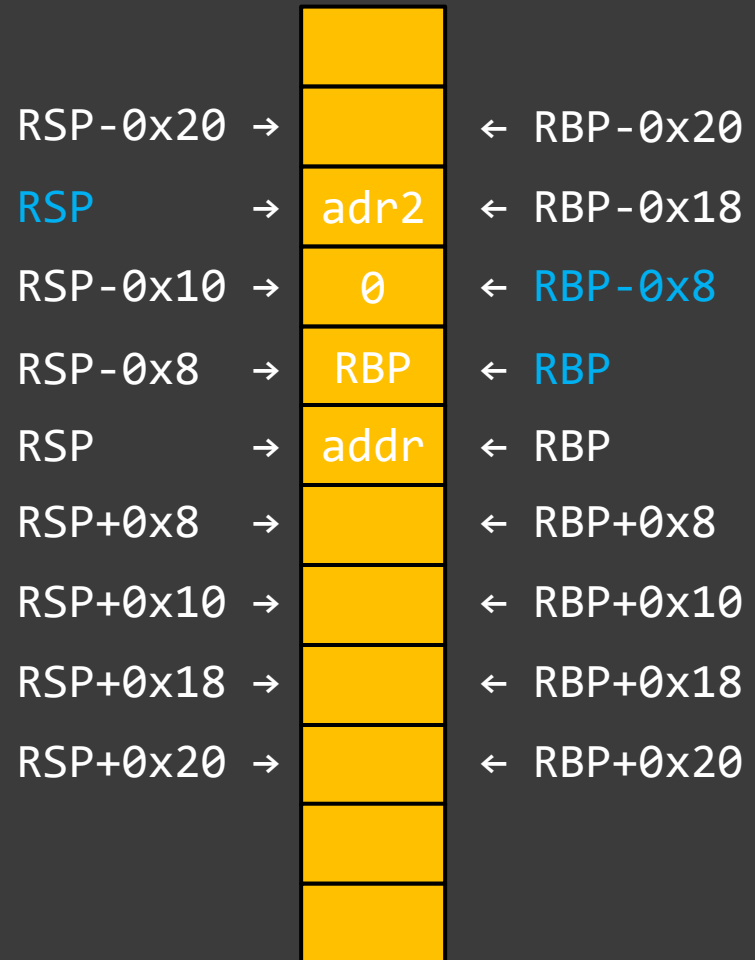 RSP-0x20 → ← RBP-0x20
RSP → adr2 ← RBP-0x18
RSP-0x10 → 0 ← RBP-0x8
RSP-0x8 → RBP ← RBP
RSP → addr ← RBP
RSP+0x8 → ← RBP+0x8
RSP+0x10 → ← RBP+0x10
RSP+0x18 → ← RBP+0x18
RSP+0x20 → ← RBP+0x20